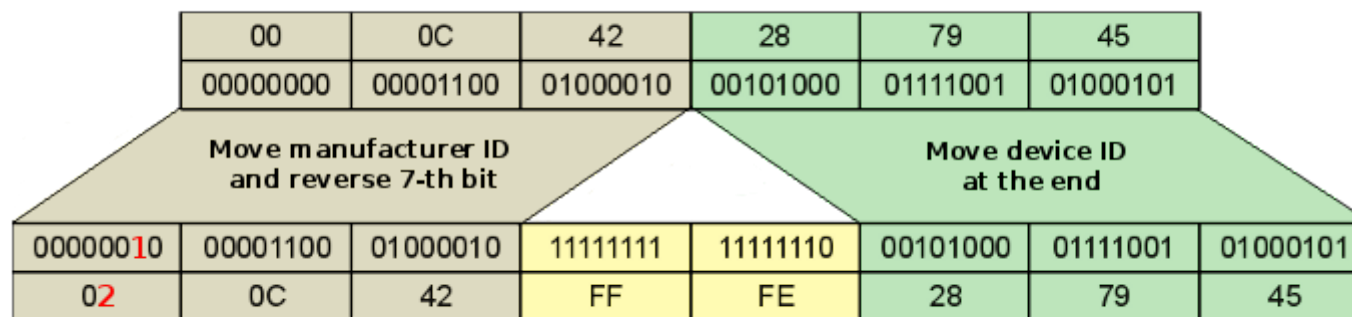 00 0C 42 28 79 45
00000000 00001100 01000010 00101000 01111001 01000101
Move manufacturer ID
and reverse 7-th bit
Move device ID
at the end
00000010 00001100 01000010 11111111 11111110 00101000 01111001 01000101
02 0C 42 FF FE 28 79 45